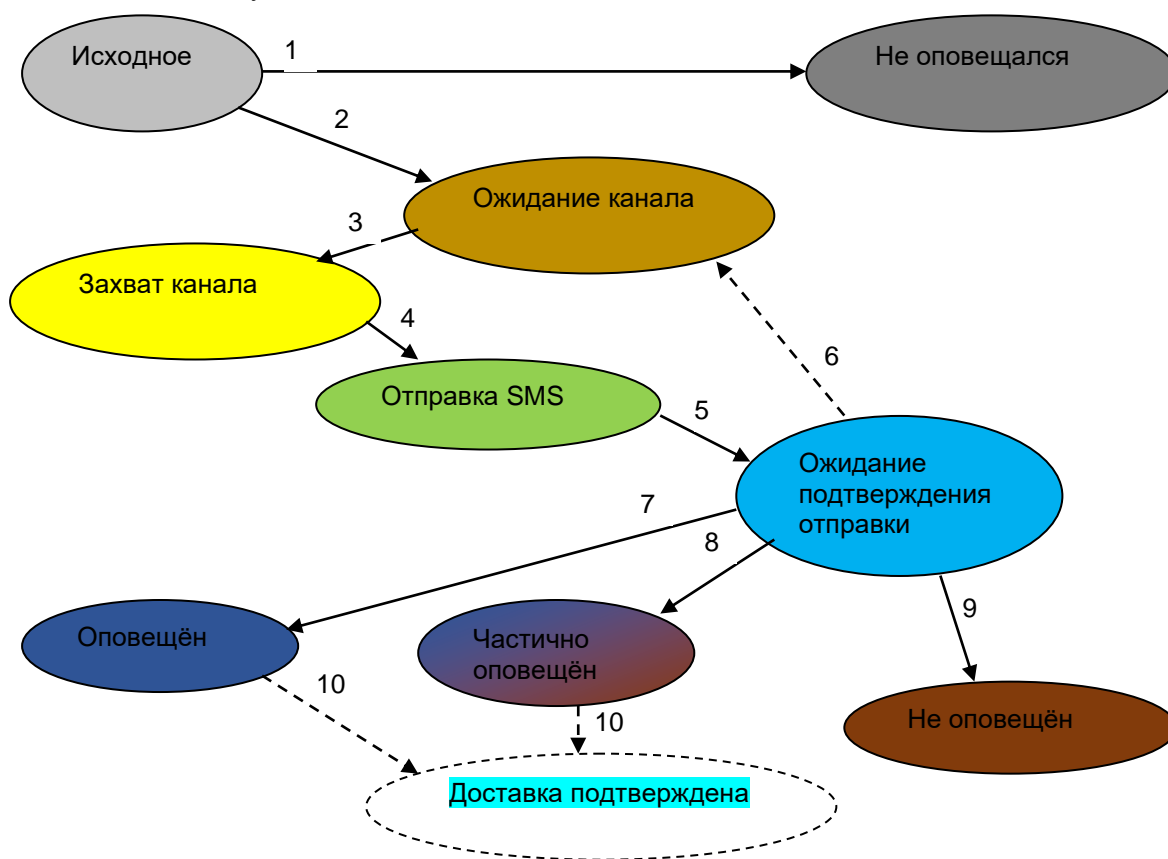 Исходное
1
Не оповещался
2
Ожидание канала
3
Захват канала
4
6
Отправка SMS
5
Ожидание
подтверждения
отправки
7
8
9
Оповещён
Частично
оповещён
10
10
Не оповещён
Доставка подтверждена